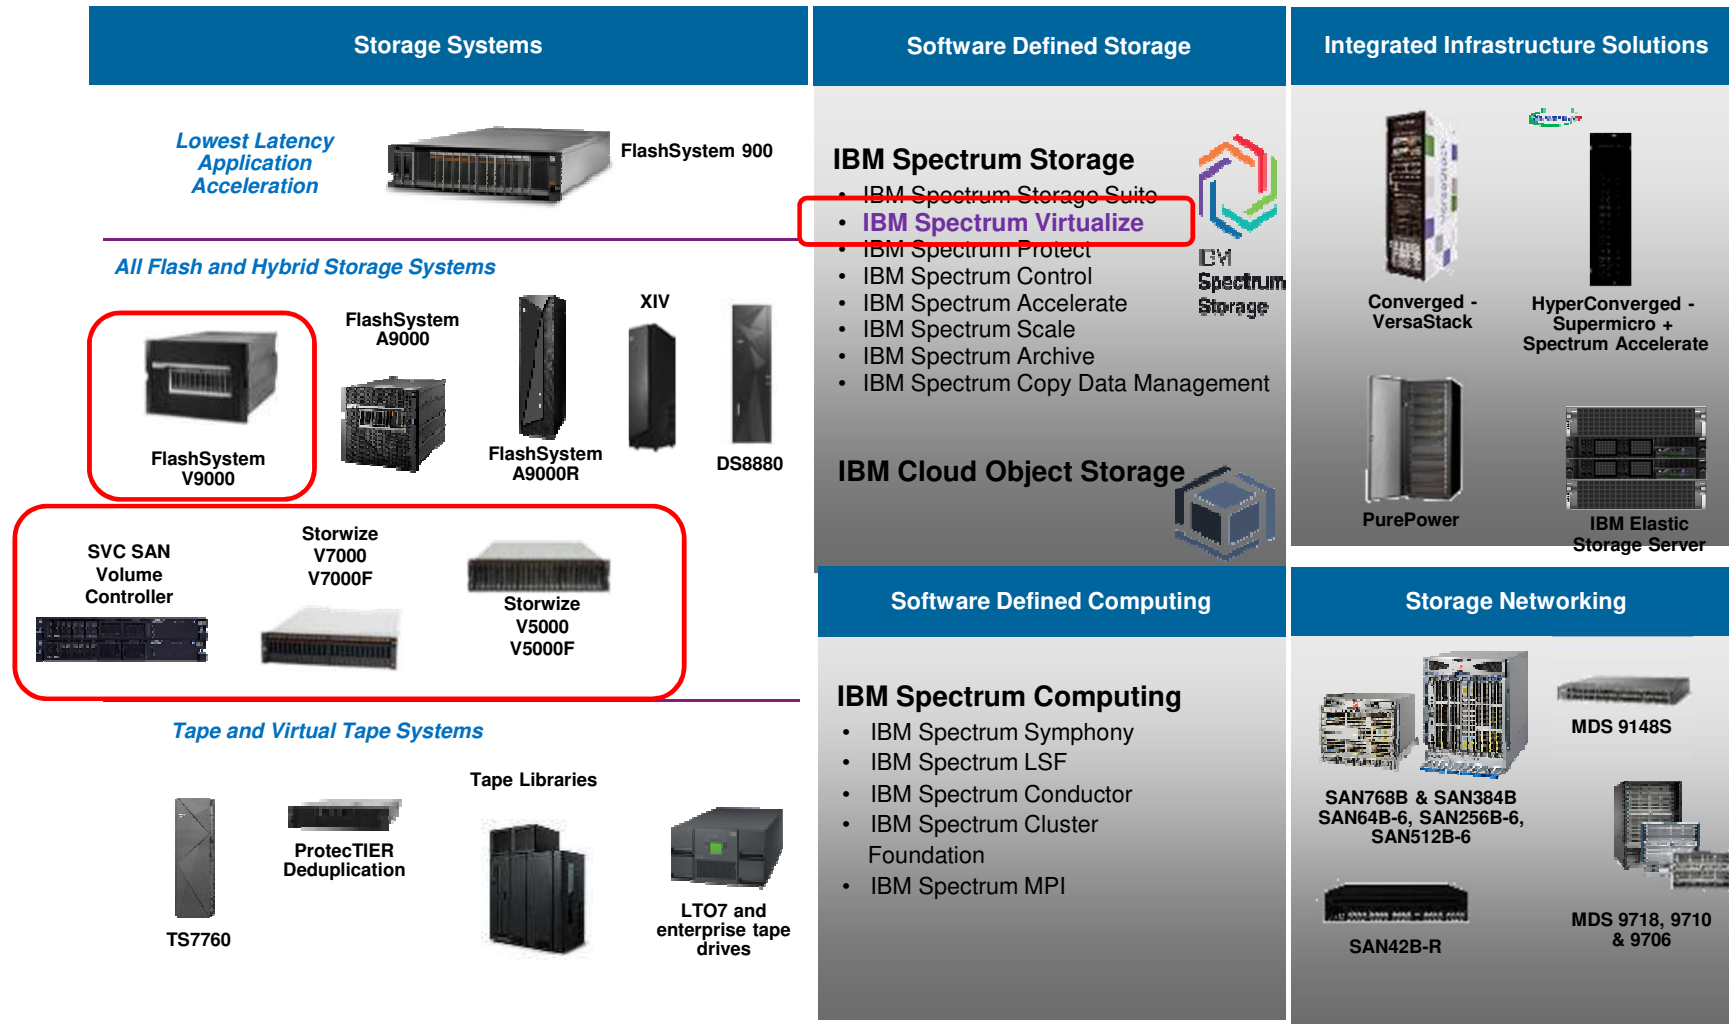 Storage Systems
Lowest Latency
Application
Acceleration
FlashSystem 900
All Flash and Hybrid Storage Systems
FlashSystem
V9000
FlashSystem
A9000
FlashSystem
A9000R
XIV
DS8880
SVC SAN
Volume
Controller
Storwize
V7000
V7000F
Storwize
V5000
V5000F
Tape and Virtual Tape Systems
TS7760
ProtecTIER
Deduplication
Tape Libraries
LTO7 and
enterprise tape
drives
Software Defined Storage
IBM Spectrum Storage
• IBM Spectrum Storage Suite
• IBM Spectrum Virtualize
• IBM Spectrum Protect
• IBM Spectrum Control
• IBM Spectrum Accelerate
• IBM Spectrum Scale
• IBM Spectrum Archive
• IBM Spectrum Copy Data Management
IBM
Spectrum
Storage
IBM Cloud Object Storage
Software Defined Computing
IBM Spectrum Computing
• IBM Spectrum Symphony
• IBM Spectrum LSF
• IBM Spectrum Conductor
• IBM Spectrum Cluster
Foundation
• IBM Spectrum MPI
Integrated Infrastructure Solutions
Converged -
VersaStack
HyperConverged -
Supermicro +
Spectrum Accelerate
PurePower
IBM Elastic
Storage Server
Storage Networking
SAN768B & SAN384B
SAN64B-6, SAN256B-6,
SAN512B-6
MDS 9148S
SAN42B-R
MDS 9718, 9710
& 9706